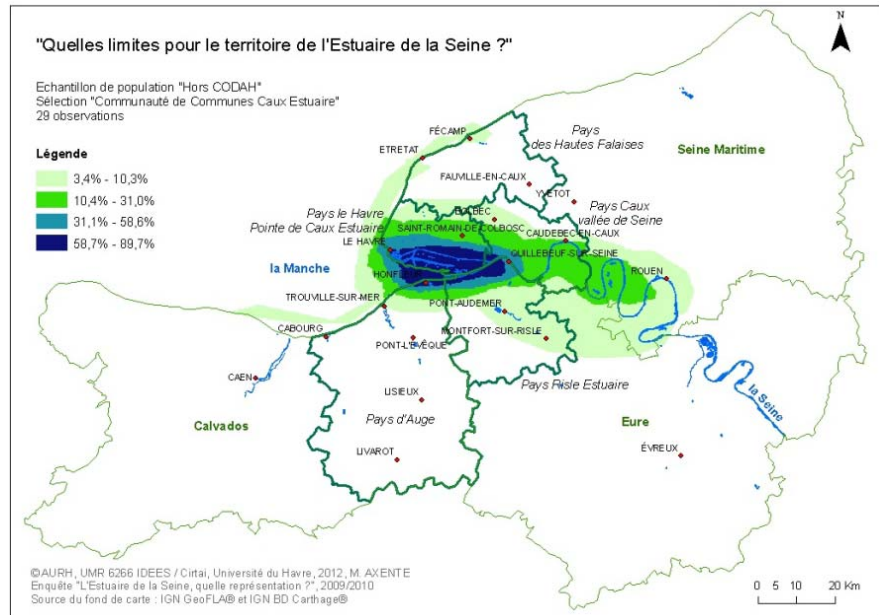 N
"Quelles limites pour le territoire de l'Estuaire de la Seine ?"
Echantillon de population "Hors CODAH"
Sélection "Communauté de Communes Caux Estuaire"
29 observations
Légende
3,4% - 10,3%
10,4% - 31,0%
31,1% - 58,6%
58,7% - 89,7%
FÉCAMP
ETRETAT
Pays
des Hautes Falaises
Seine Maritime
FAUVILLE-EN-CAUX
YVETOT
Pays le Havre
Pointe de Caux Estuaire
BOLBEC
Pays Caux
vallée de Seine
SAINT-ROMAIN-DE-COLBOSC
CAUDEBEC-EN-CAUX
LE HAVRE
QUILLEBEUF-SUR-SEINE
la Manche
HONFLEUR
ROUEN
TROUVILLE-SUR-MER
PONT-AUDEMER
CABOURG
MONTFORT-SUR-RISLE
PONT-L'EVÊQUE
CAEN
Pays Risle Estuaire
la Seine
LISIEUX
Calvados
Pays d'Auge
Eure
LIVAROT
ÉVREUX
©AURH, UMR 6266 IDEES / Cirtai, Université du Havre, 2012, M. AXENTE
Enquête "L'Estuaire de la Seine, quelle représentation ?", 2009/2010
Source du fond de carte : IGN GeoFLA® et IGN BD Carthage®
0 5 10 20 Km